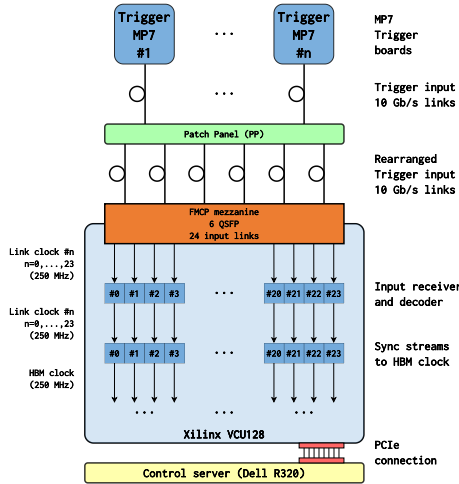 Trigger
MP7
#1
...
Trigger
MP7
#n
MP7
Trigger
boards
...
Trigger input
10 Gb/s links
Patch Panel (PP)
Rearranged
Trigger input
10 Gb/s links
FMCP mezzanine
6 QSFP
24 input links
Link clock #n
n=0,...,23
(250 MHz)
#0 #1 #2 #3 ... #20 #21 #22 #23
Input receiver
and decoder
Link clock #n
n=0,...,23
(250 MHz)
#0 #1 #2 #3 ... #20 #21 #22 #23
Sync streams
to HBM clock
HBM clock
(250 MHz)
... ... ...
Xilinx VCU128
PCIe
connection
Control server (Dell R320)